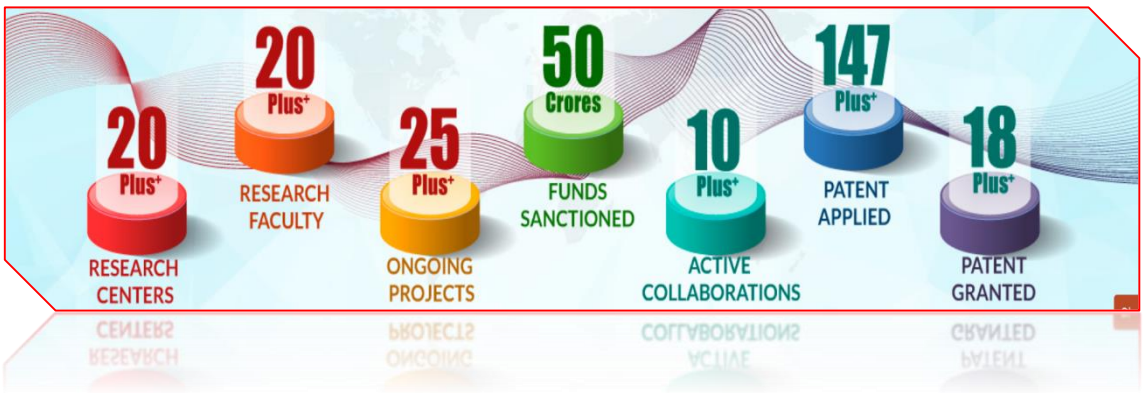 20
Plus+
RESEARCH
CENTERS
20
Plus+
RESEARCH
FACULTY
25
Plus+
ONGOING
PROJECTS
50
Crores
FUNDS
SANCTIONED
10
Plus+
ACTIVE
COLLABORATIONS
147
Plus+
PATENT
APPLIED
18
Plus+
PATENT
GRANTED